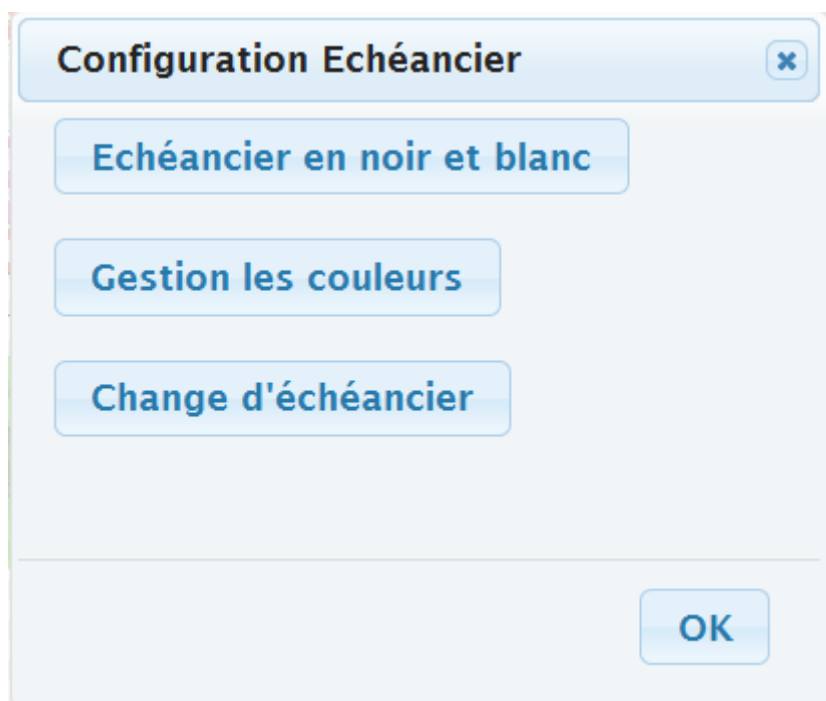 Configuration Echéancier
Echéancier en noir et blanc
Gestion les couleurs
Change d'échéancier
OK